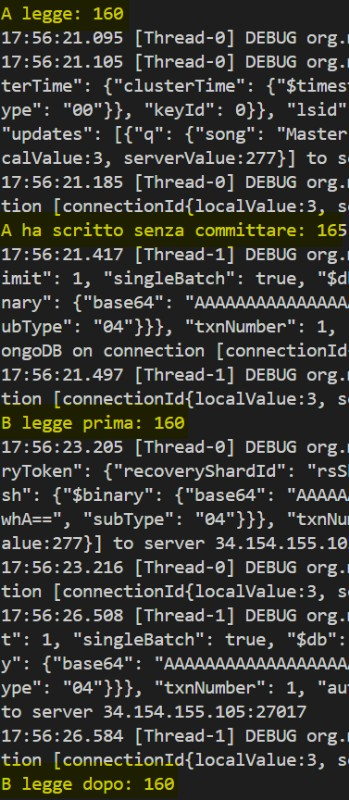 A legge: 160
17:56:21.095 [Thread-0] DEBUG org.
17:56:21.105 [Thread-0] DEBUG org.
terTime": {"clusterTime": {"$times
ype": "00"}}, "keyId": 0}}, "lsid"
"updates": [{"q": {"song": "Master
calValue:3, serverValue:277}] to s
17:56:21.185 [Thread-0] DEBUG org.
tion [connectionId{localValue:3, s
A ha scritto senza committare: 165
17:56:21.417 [Thread-1] DEBUG org.
imit": 1, "singleBatch": true, "$d
nary": {"base64": "AAAAAAAAAAAAAAA
ubType": "04"}}}, "txnNumber": 1,
ongoDB on connection [connectionId
17:56:21.497 [Thread-1] DEBUG org.
tion [connectionId{localValue:3, s
B legge prima: 160
17:56:23.205 [Thread-0] DEBUG org.
ryToken": {"recoveryShardId": "rsS
sh": {"$binary": {"base64": "AAAAA
whA==", "subType": "04"}}}, "txnNu
alue:277}] to server 34.154.155.10
17:56:23.216 [Thread-0] DEBUG org.
tion [connectionId{localValue:3, s
17:56:26.508 [Thread-1] DEBUG org.
t": 1, "singleBatch": true, "$db":
y": {"base64": "AAAAAAAAAAAAAAAAAA
ype": "04"}}}, "txnNumber": 1, "au
to server 34.154.155.105:27017
17:56:26.584 [Thread-1] DEBUG org.
tion [connectionId{localValue:3, s
B legge dopo: 160